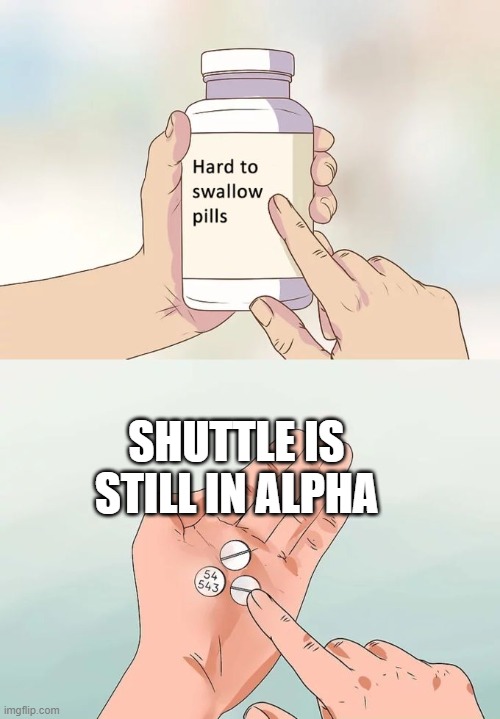 Hard to
swallow
pills
SHUTTLE IS
STILL IN ALPHA
54
543
imgflip.com